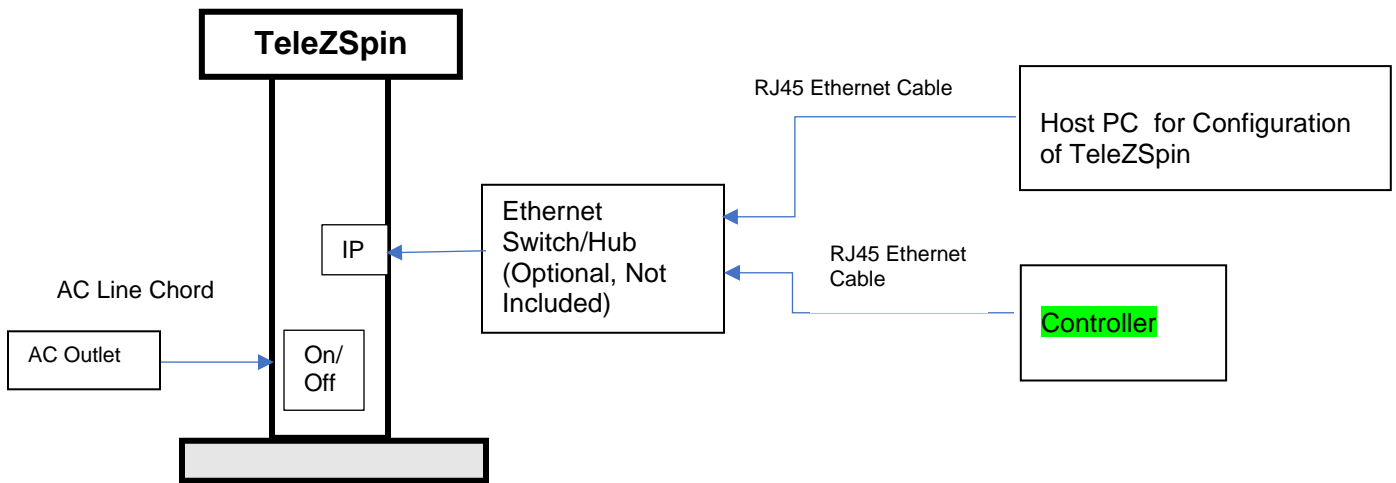 TeleZSpin
RJ45 Ethernet Cable
Host PC for Configuration
of TeleZSpin
Ethernet
Switch/Hub
(Optional, Not
Included)
IP
RJ45 Ethernet
Cable
AC Line Chord
Controller
AC Outlet
On/
Off